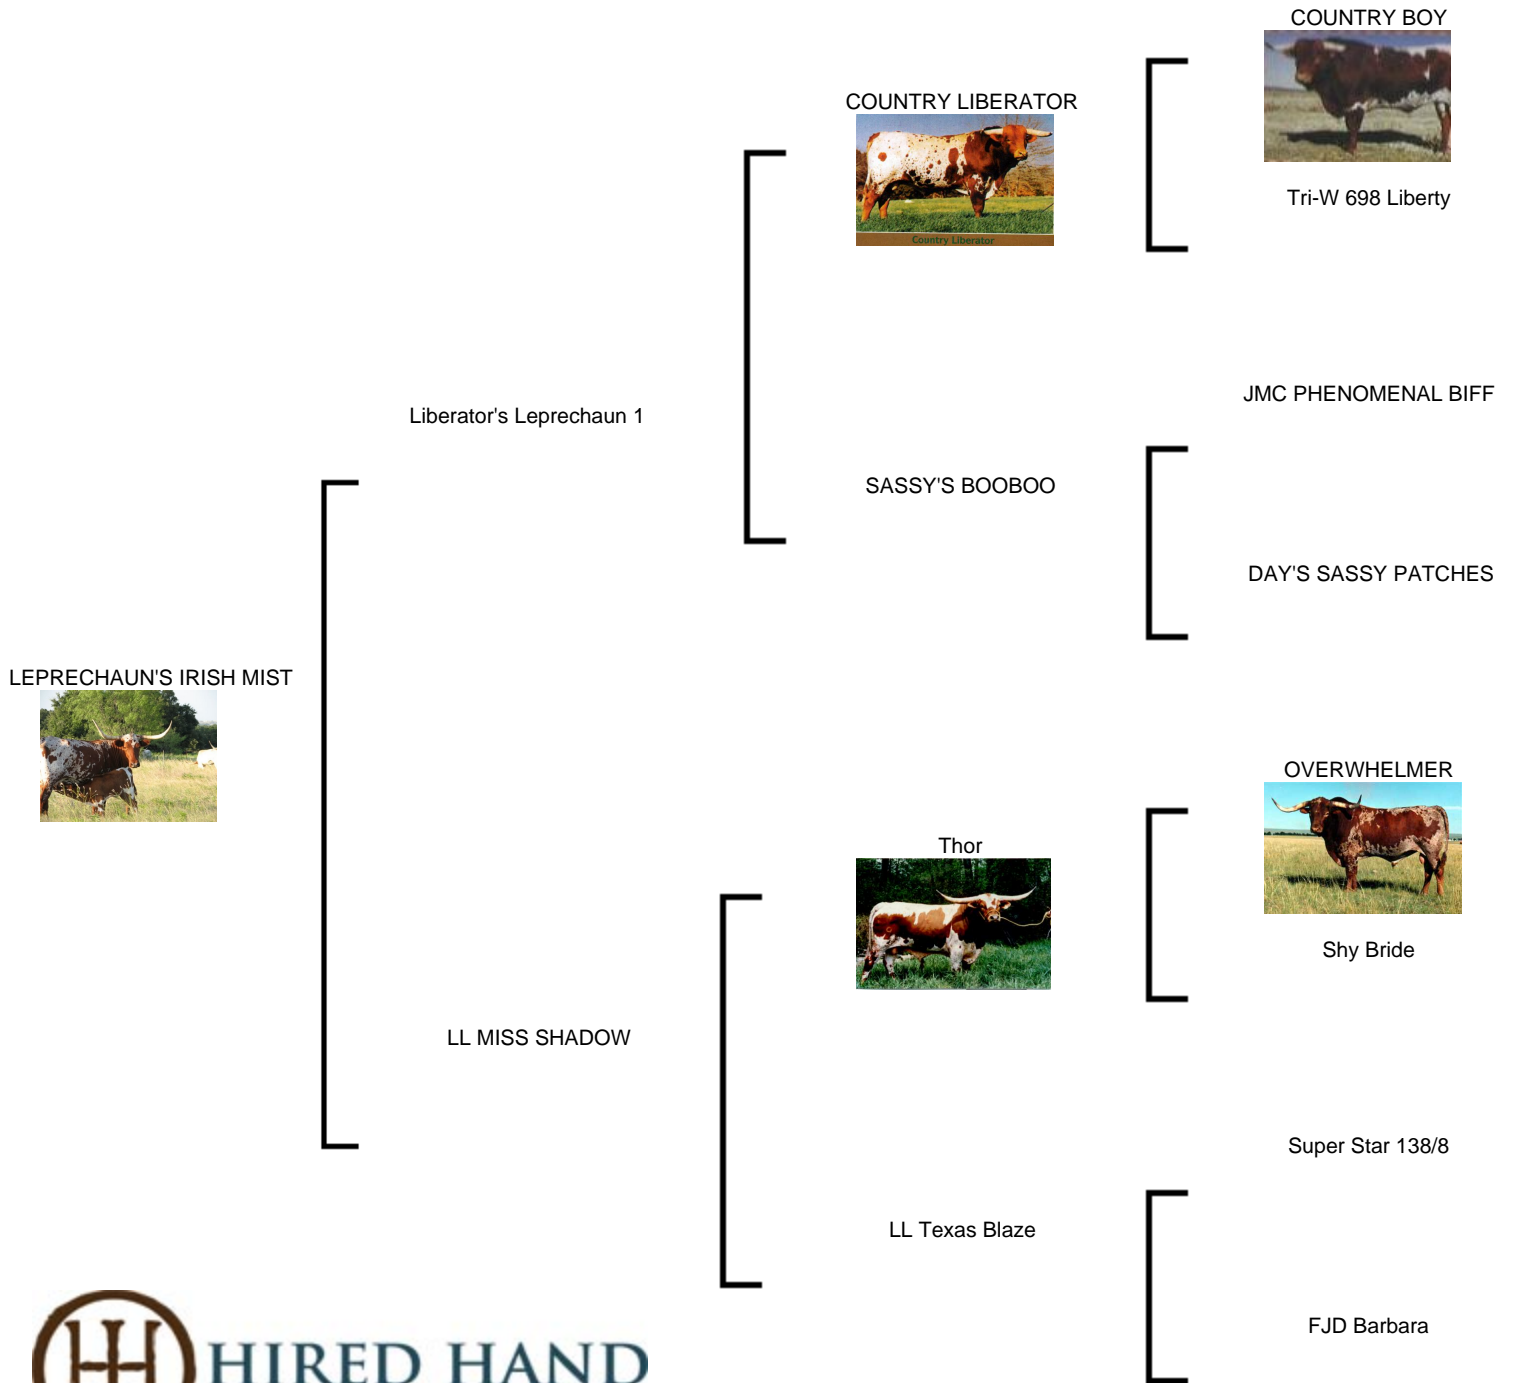 COUNTRY BOY
COUNTRY LIBERATOR
Country Liberator
Tri-W 698 Liberty
JMC PHENOMENAL BIFF
Liberator's Leprechaun 1
SASSY'S BOOBOO
DAY'S SASSY PATCHES
LEPRECHAUN'S IRISH MIST
OVERWHELMER
Thor
Shy Bride
LL MISS SHADOW
Super Star 138/8
LL Texas Blaze
FJD Barbara
HIRED HAND